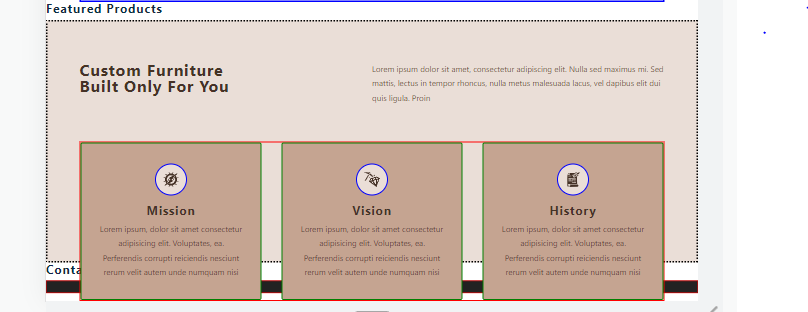 Featured Products
Custom Furniture
Built Only For You
Lorem ipsum dolor sit amet, consectetur adipiscing elit. Nulla sed maximus mi. Sed
mattis, lectus in tempor rhoncus, nulla metus malesuada lacus, vel dapibus elit dui
quis ligula. Proin
Mission
Lorem ipsum, dolor sit amet consectetur
adipisicing elit. Voluptates, ea.
Perferendis corrupti reiciendis nesciunt
rerum velit autem unde numquam nisi
Vision
Lorem ipsum, dolor sit amet consectetur
adipisicing elit. Voluptates, ea.
Perferendis corrupti reiciendis nesciunt
rerum velit autem unde numquam nisi
History
Lorem ipsum, dolor sit amet consectetur
adipisicing elit. Voluptates, ea.
Perferendis corrupti reiciendis nesciunt
rerum velit autem unde numquam nisi
Conta